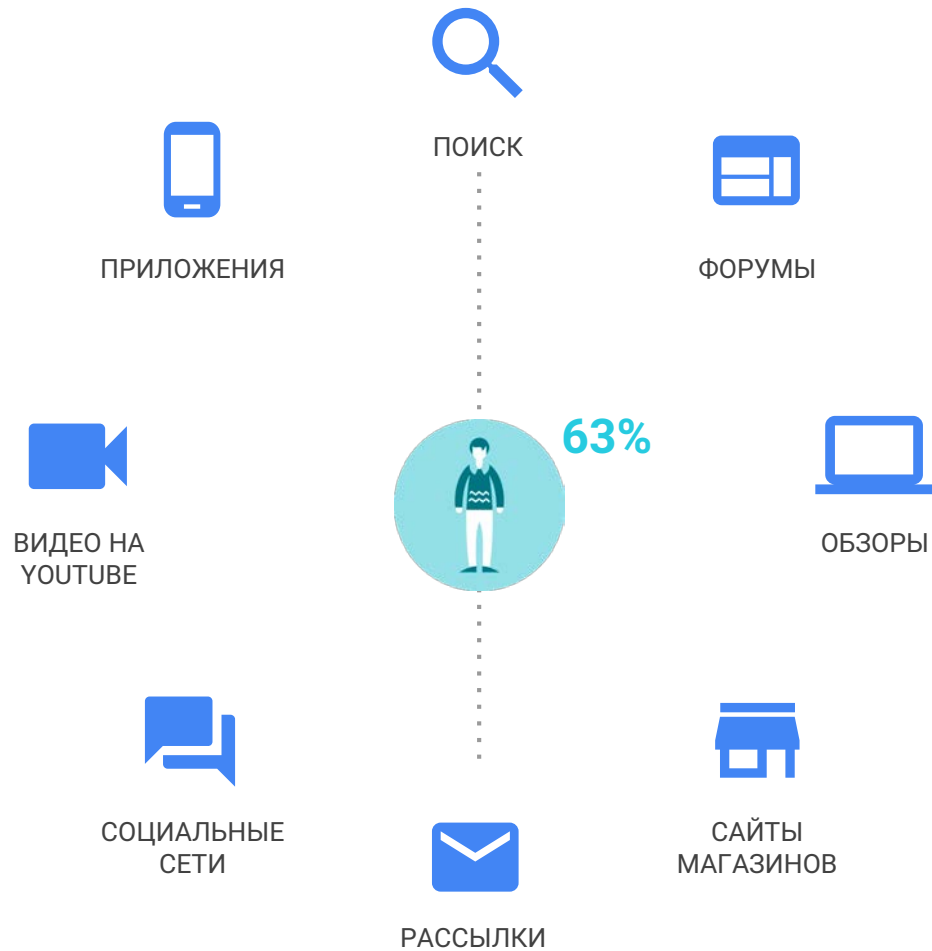 ПОИСК
ПРИЛОЖЕНИЯ
ФОРУМЫ
63%
ВИДЕО НА
YOUTUBE
ОБЗОРЫ
СОЦИАЛЬНЫЕ
СЕТИ
САЙТЫ
МАГАЗИНОВ
РАССЫЛКИ